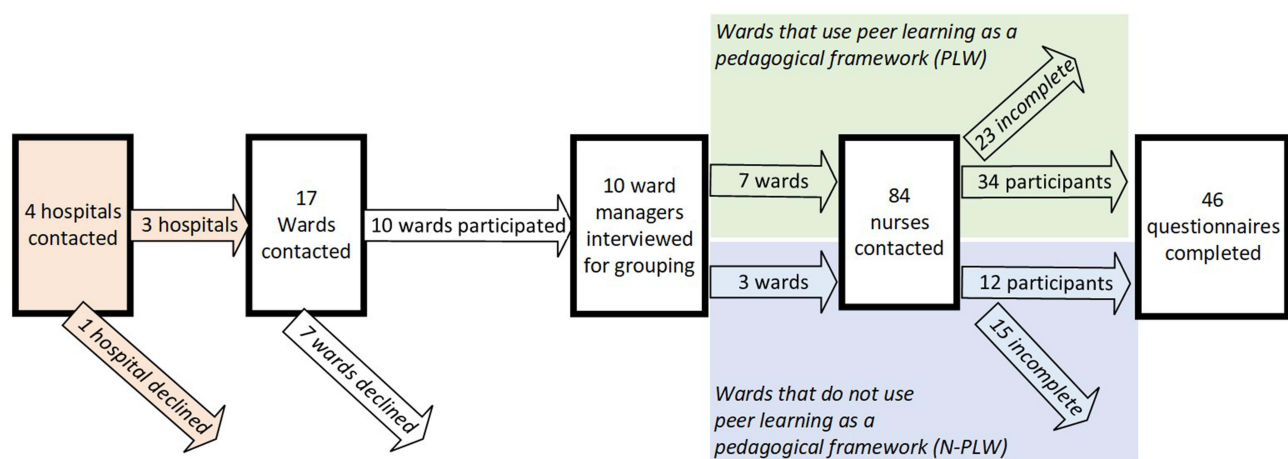 4 hospitals
contacted
3 hospitals
1 hospital declined
17
Wards
contacted
10 wards participated
7 wards declined
10 ward
managers
interviewed
for grouping
Wards that use peer learning as a
pedagogical framework (PLW)
7 wards
3 wards
Wards that do not use
peer learning as a
pedagogical framework (N-PLW)
84
nurses
contacted
23 incomplete
34 participants
12 participants
15 incomplete
46
questionnaires
completed